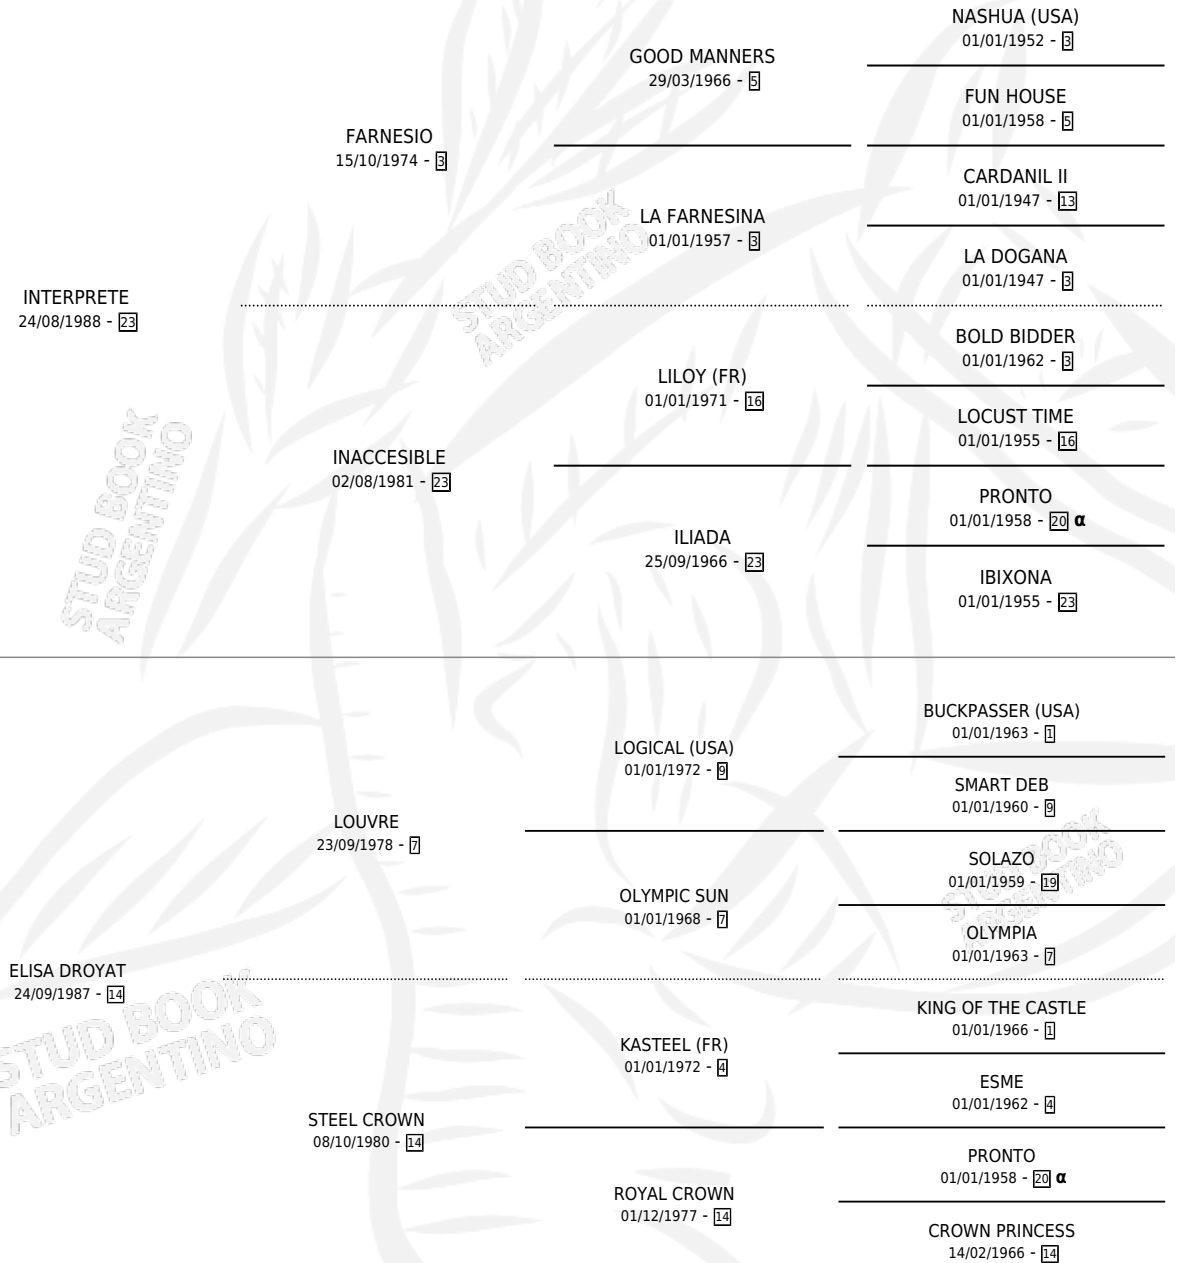 NASHUA (USA)
01/01/1952 - 3
GOOD MANNERS
29/03/1966 - 5
FUN HOUSE
01/01/1958 - 5
FARNESIO
15/10/1974 - 3
CARDANIL II
01/01/1947 - 13
LA FARNESINA
01/01/1957 - 3
LA DOGANA
01/01/1947 - 3
INTERPRETE
24/08/1988 - 23
BOLD BIDDER
01/01/1962 - 3
LILOY (FR)
01/01/1971 - 16
LOCUST TIME
01/01/1955 - 16
INACCESIBLE
02/08/1981 - 23
PRONTO
01/01/1958 - 20 α
ILIADA
25/09/1966 - 23
IBIXONA
01/01/1955 - 23
BUCKPASSER (USA)
01/01/1963 - 1
LOGICAL (USA)
01/01/1972 - 9
SMART DEB
01/01/1960 - 9
LOUVRE
23/09/1978 - 7
SOLAZO
01/01/1959 - 19
OLYMPIC SUN
01/01/1968 - 7
OLYMPIA
01/01/1963 - 7
ELISA DROYAT
24/09/1987 - 14
KING OF THE CASTLE
01/01/1966 - 1
KASTEEL (FR)
01/01/1972 - 4
ESME
01/01/1962 - 4
STEEL CROWN
08/10/1980 - 14
PRONTO
01/01/1958 - 20 α
ROYAL CROWN
01/12/1977 - 14
CROWN PRINCESS
14/02/1966 - 14
STUD BOOK
ARGENTINO
STUD BOOK
ARGENTINO
STUD BOOK
ARGENTINO
STUD BOOK
ARGENTINO